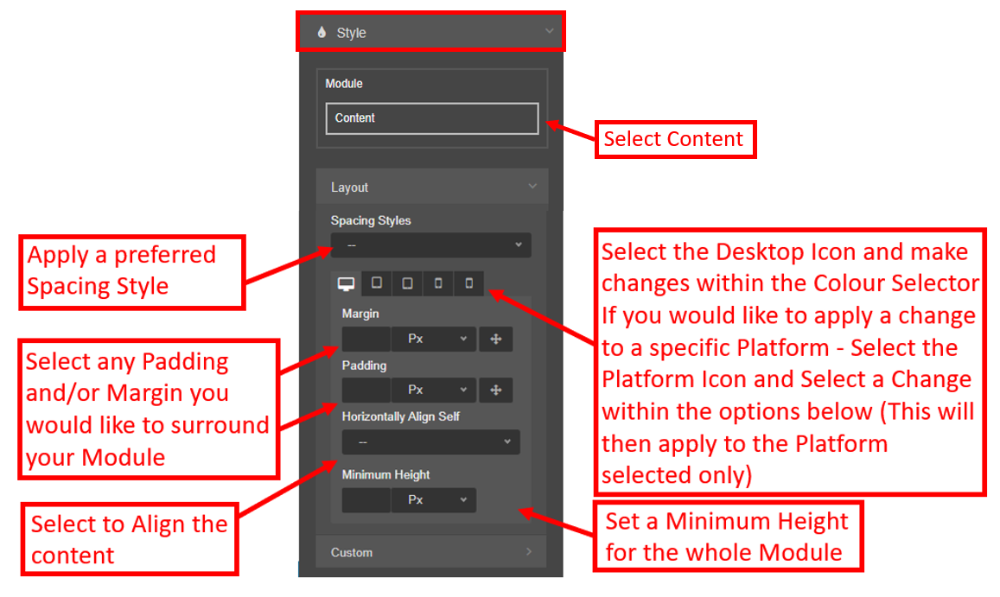 Style
Module
Content
Select Content
Layout
Spacing Styles
--
Apply a preferred
Spacing Style
Select the Desktop Icon and make
changes within the Colour Selector
If you would like to apply a change
to a specific Platform - Select the
Platform Icon and Select a Change
within the options below (This will
then apply to the Platform
selected only)
Margin
Px
Select any Padding
and/or Margin you
would like to surround
your Module
Padding
Px
Horizontally Align Self
--
Minimum Height
Px
Select to Align the
content
Set a Minimum Height
for the whole Module
Custom